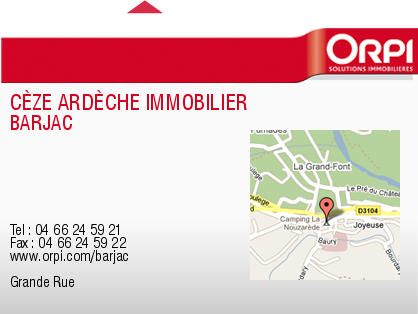 ORPI
SOLUTIONS IMMOBILIÈRES
CÈZE ARDÈCHE IMMOBILIER
BARJAC
Fumades
La Grand-Font
Le Pré du Château
D3104
Camping La
Nouzarède
Joyeuse
Baury
Bourdary
Tel : 04 66 24 59 21
Fax : 04 66 24 59 22
www.orpi.com/barjac
Grande Rue